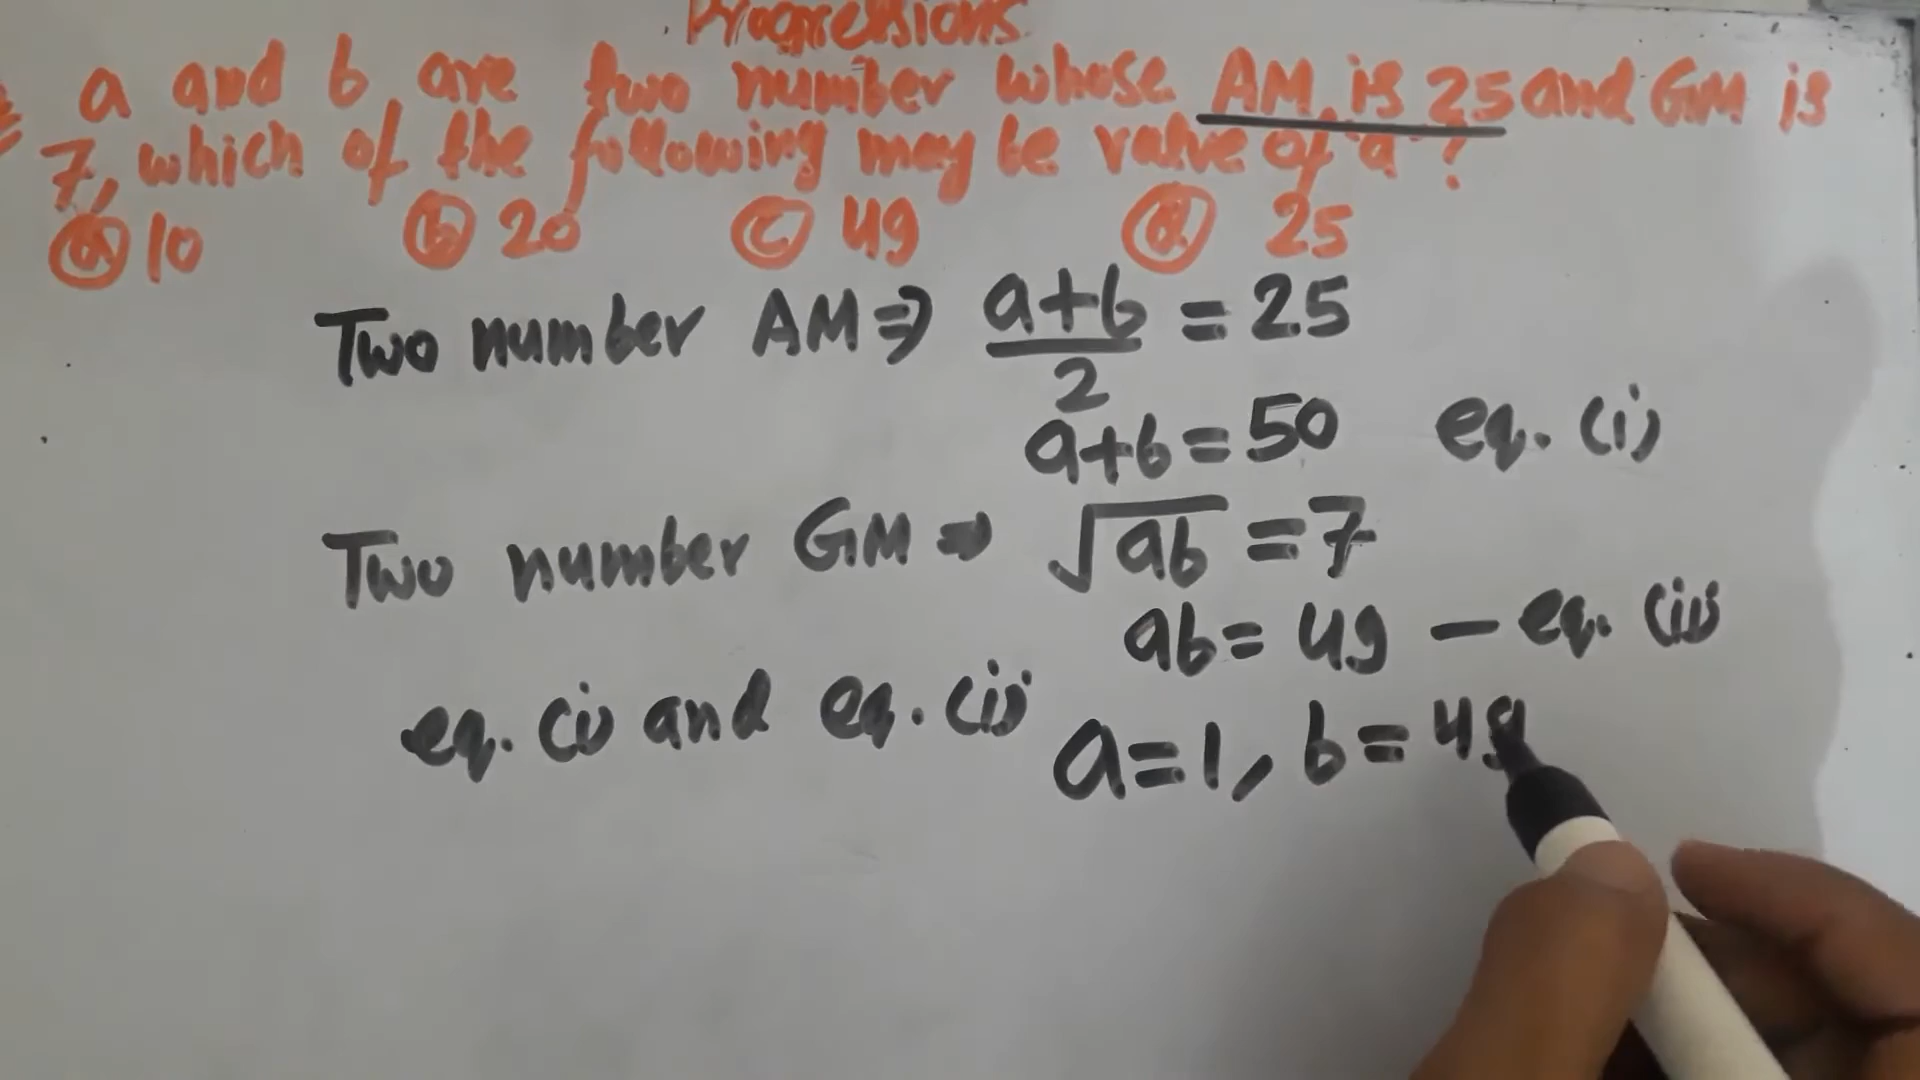 Progressions
a and b are two number whose AM is 25 and GM is
7, which of the following may be value of 'a'?
(a) 10 (b) 20 (c) 49 (d) 25
Two number AM ⇒ a+b/2 = 25
a+b=50 eq. (i)
Two number GM ⇒ √ab = 7
ab = 49 — eq. (ii)
eq. (i) and eq. (ii) a=1, b=49